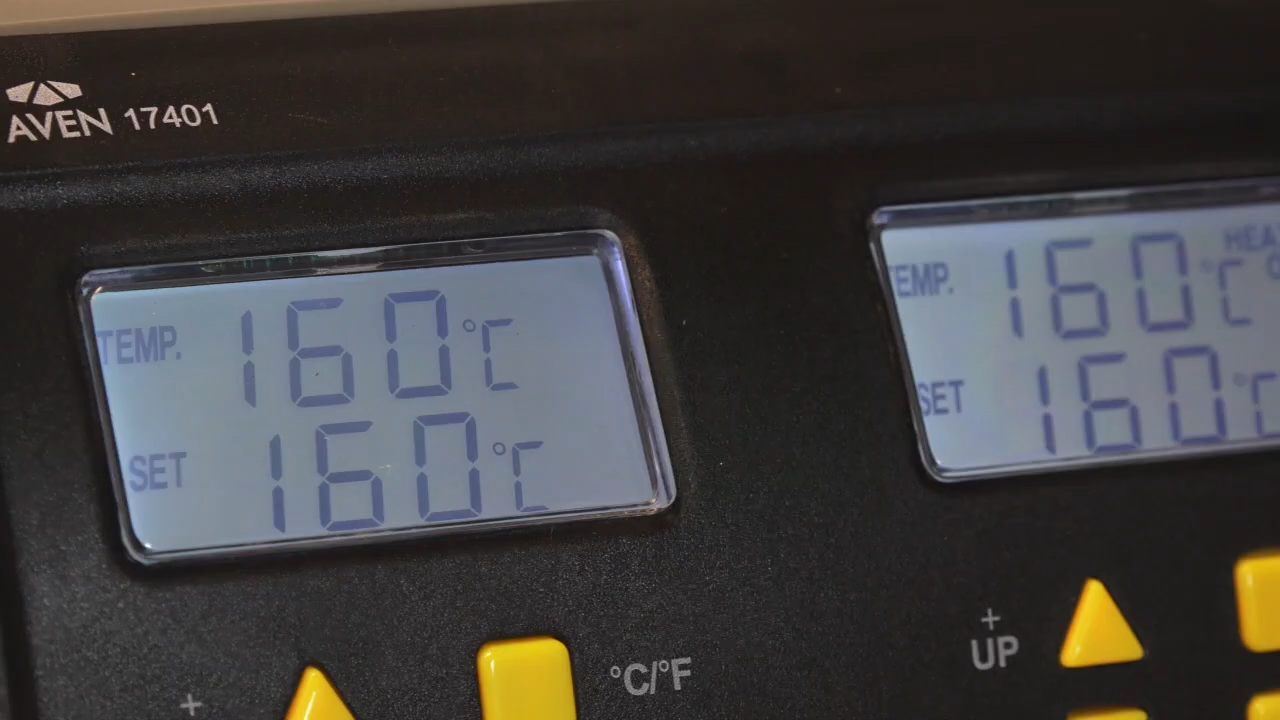 AVEN 17401
TEMP. 160°C
SET 160°C
TEMP. 160°C
SET 160°C
+
°C/°F
+
UP